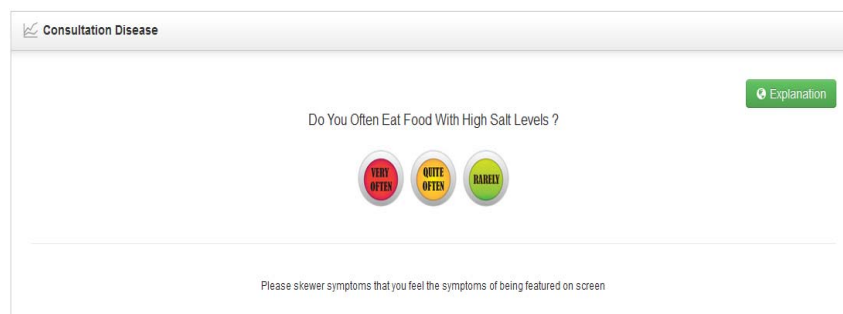 Consultation Disease
Explanation
Do You Often Eat Food With High Salt Levels ?
VERY OFTEN
QUITE OFTEN
RARELY
Please skewer symptoms that you feel the symptoms of being featured on screen